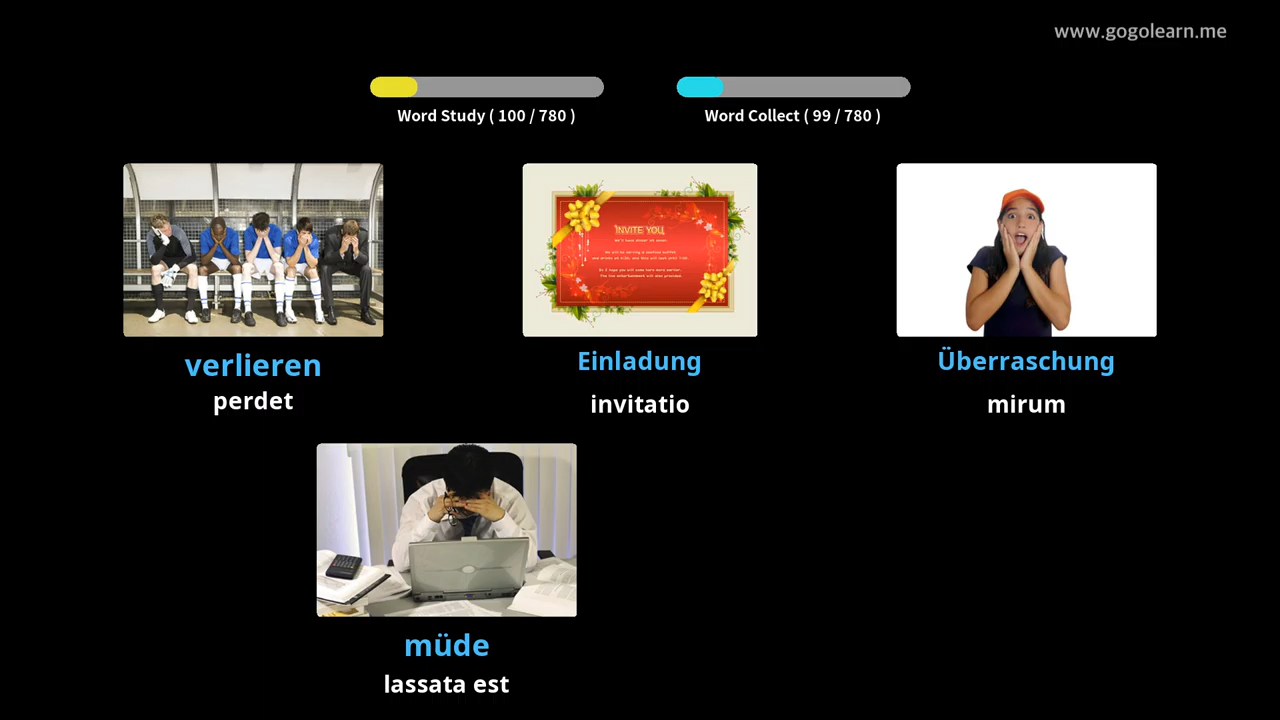 www.gogolearn.me
Word Study ( 100 / 780 )
Word Collect ( 99 / 780 )
INVITE YOU
verlieren
perdet
Einladung
invitatio
Überraschung
mirum
müde
lassata est